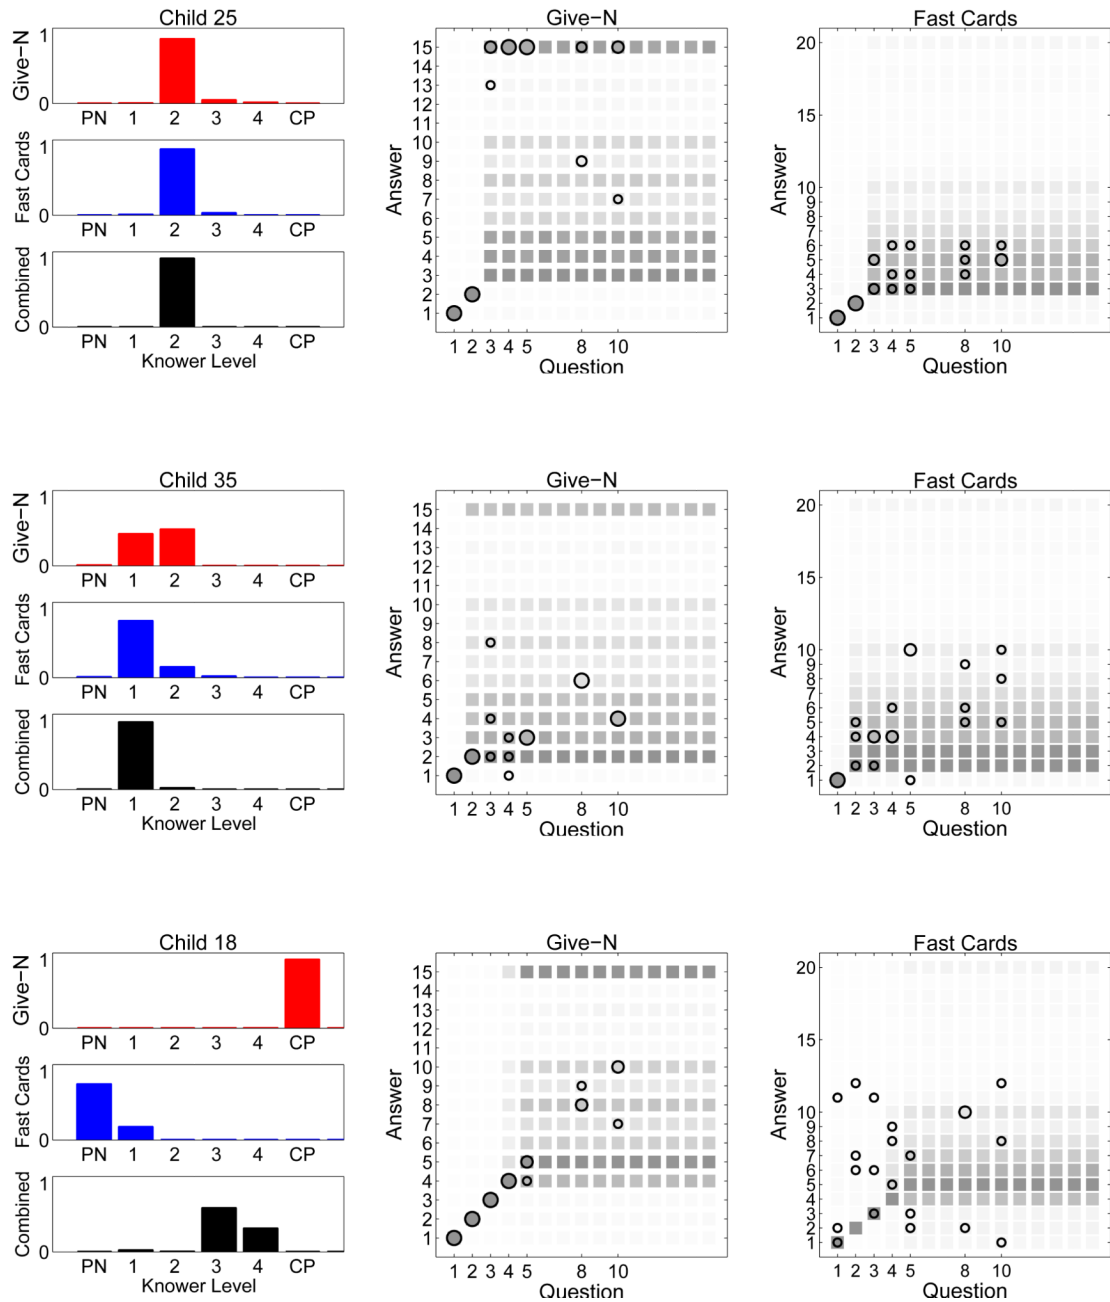 Child 25
Give-N
1
0
PN 1 2 3 4 CP
Fast Cards
1
0
PN 1 2 3 4 CP
Combined
1
0
PN 1 2 3 4 CP
Knower Level
Give-N
Answer
15
14
13
12
11
10
9
8
7
6
5
4
3
2
1
1 2 3 4 5 8 10
Question
Fast Cards
Answer
20
15
10
9
8
7
6
5
4
3
2
1
1 2 3 4 5 8 10
Question
Child 35
Give-N
1
0
PN 1 2 3 4 CP
Fast Cards
1
0
PN 1 2 3 4 CP
Combined
1
0
PN 1 2 3 4 CP
Knower Level
Give-N
Answer
15
14
13
12
11
10
9
8
7
6
5
4
3
2
1
1 2 3 4 5 8 10
Question
Fast Cards
Answer
20
15
10
9
8
7
6
5
4
3
2
1
1 2 3 4 5 8 10
Question
Child 18
Give-N
1
0
PN 1 2 3 4 CP
Fast Cards
1
0
PN 1 2 3 4 CP
Combined
1
0
PN 1 2 3 4 CP
Knower Level
Give-N
Answer
15
14
13
12
11
10
9
8
7
6
5
4
3
2
1
1 2 3 4 5 8 10
Question
Fast Cards
Answer
20
15
10
9
8
7
6
5
4
3
2
1
1 2 3 4 5 8 10
Question